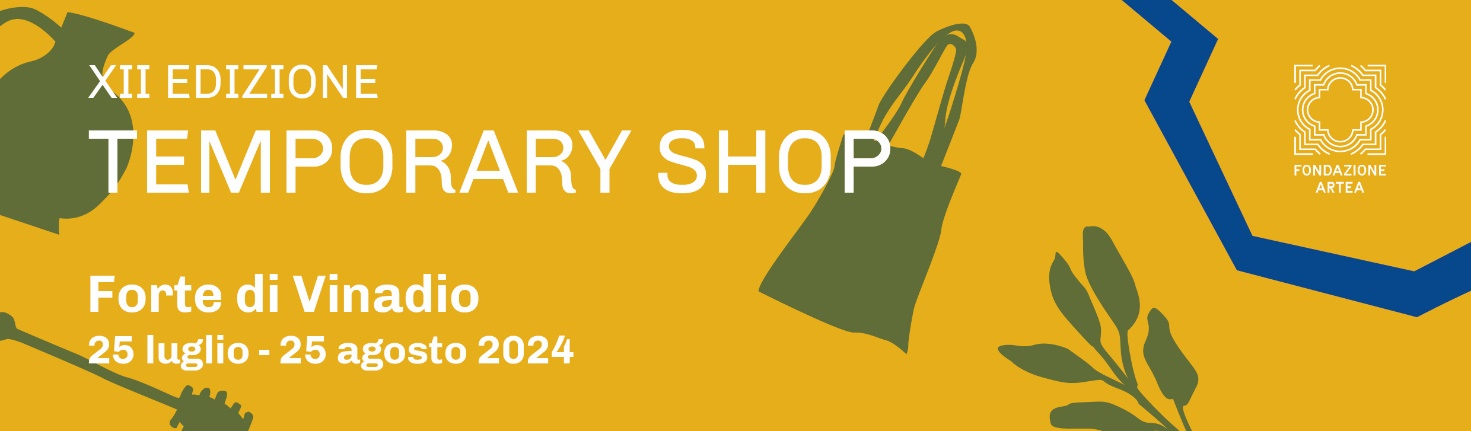 XII EDIZIONE
TEMPORARY SHOP
Forte di Vinadio
25 luglio - 25 agosto 2024
FONDAZIONE
ARTEA